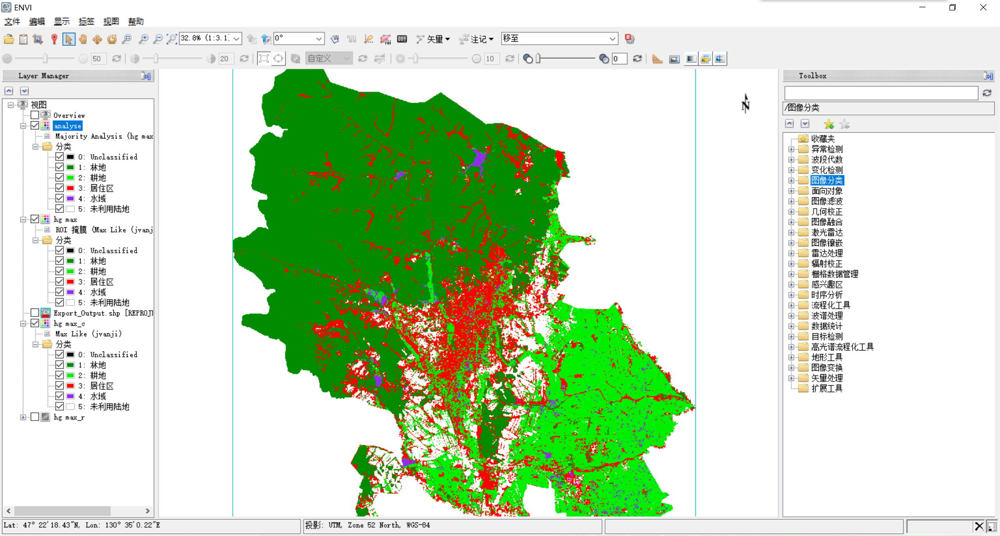 ENVI
文件 编辑 显示 标签 视图 帮助
32.8% (1:3.1: 0° 矢量 注记 移至
50 20 自定义 10 0
Layer Manager
视图
Overview
analyse
Majority Analysis (hg max
分类
0: Unclassified
1: 林地
2: 耕地
3: 居住区
4: 水域
5: 未利用陆地
hg max
ROI 掩膜 (Max Like (jvanj
分类
0: Unclassified
1: 林地
2: 耕地
3: 居住区
4: 水域
5: 未利用陆地
Export_Output.shp [REPROJI
hg max_c
Max Like (jvanji)
分类
0: Unclassified
1: 林地
2: 耕地
3: 居住区
4: 水域
5: 未利用陆地
hg max_r
N
Toolbox
/图像分类
收藏夹
异常检测
波段代数
变化检测
图像分类
面向对象
图像滤波
几何校正
图像融合
激光雷达
图像镶嵌
雷达处理
辐射校正
栅格数据管理
感兴趣区
时序分析
流程化工具
波谱处理
数据统计
目标检测
高光谱流程化工具
地形工具
图像变换
矢量处理
扩展工具
Lat: 47° 22'18.43"N, Lon: 130° 35'0.22"E
投影: UTM, Zone 52 North, WGS-84